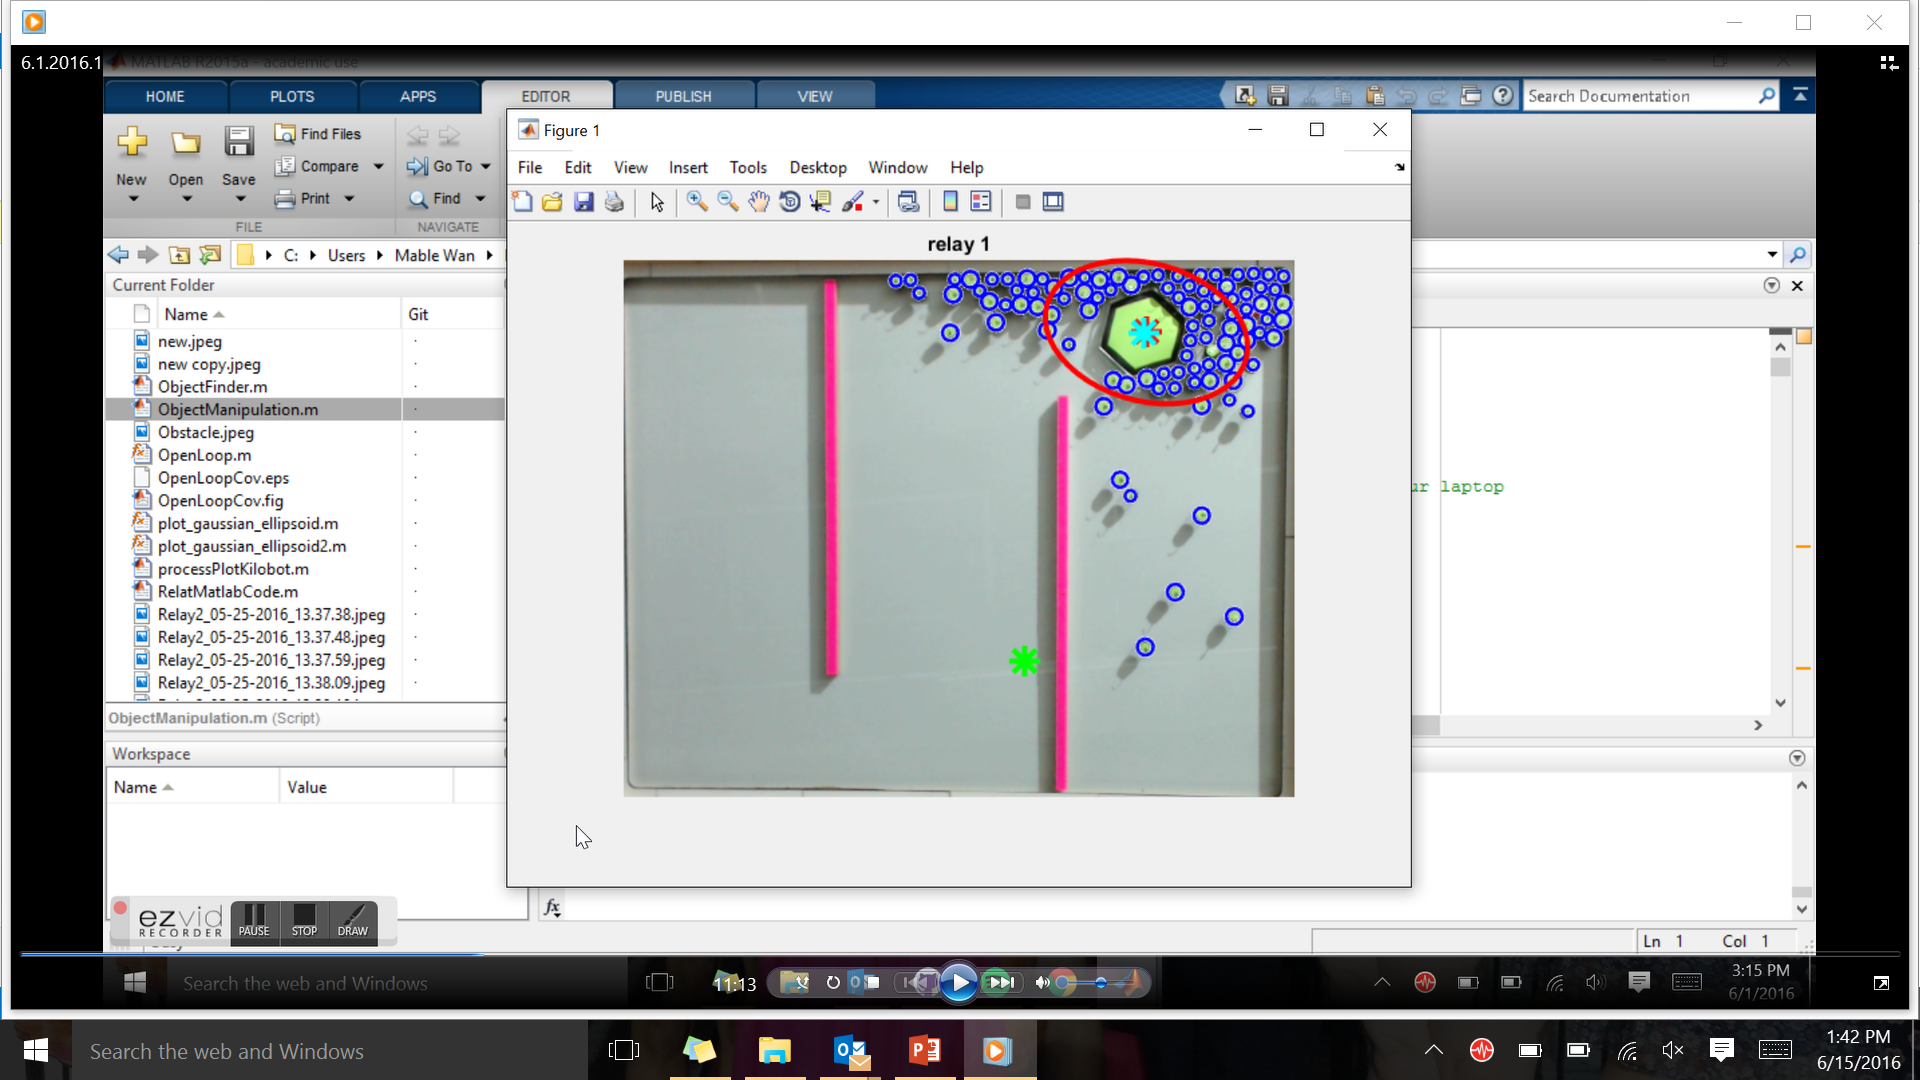 6.1.2016.1
MATLAB R2015a - academic use
HOME PLOTS APPS EDITOR PUBLISH VIEW
Search Documentation
Figure 1
File Edit View Insert Tools Desktop Window Help
New Open Save
Find Files
Compare
Print
Go To
Find
FILE NAVIGATE
C: Users Mable Wan
Current Folder
Name Git
new.jpeg
new copy.jpeg
ObjectFinder.m
ObjectManipulation.m
Obstacle.jpeg
OpenLoop.m
OpenLoopCov.eps
OpenLoopCov.fig
plot_gaussian_ellipsoid.m
plot_gaussian_ellipsoid2.m
processPlotKilobot.m
RelatMatlabCode.m
Relay2_05-25-2016_13.37.38.jpeg
Relay2_05-25-2016_13.37.48.jpeg
Relay2_05-25-2016_13.37.59.jpeg
Relay2_05-25-2016_13.38.09.jpeg
ObjectManipulation.m (Script)
Workspace
Name Value
relay 1
ur laptop
fx
ezvid
RECORDER
PAUSE STOP DRAW
Ln 1 Col 1
Search the web and Windows
11:13
3:15 PM
6/1/2016
Search the web and Windows
1:42 PM
6/15/2016